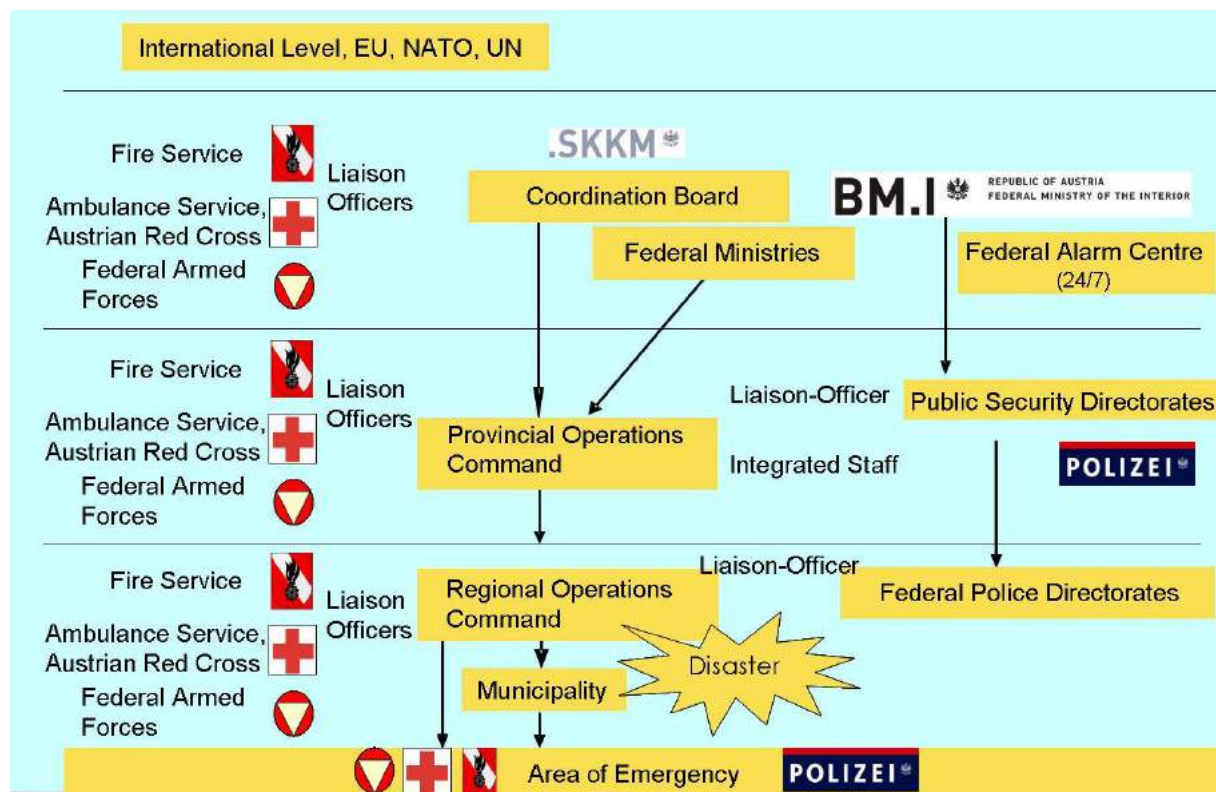 International Level, EU, NATO, UN
Fire Service
Liaison
Officers
Ambulance Service,
Austrian Red Cross
Federal Armed
Forces
.SKKM
Coordination Board
Federal Ministries
BM.I
REPUBLIC OF AUSTRIA
FEDERAL MINISTRY OF THE INTERIOR
Federal Alarm Centre
(24/7)
Fire Service
Liaison
Officers
Ambulance Service,
Austrian Red Cross
Federal Armed
Forces
Provincial Operations
Command
Liaison-Officer
Integrated Staff
Public Security Directorates
POLIZEI
Fire Service
Liaison
Officers
Ambulance Service,
Austrian Red Cross
Federal Armed
Forces
Regional Operations
Command
Liaison-Officer
Federal Police Directorates
Disaster
Municipality
Area of Emergency
POLIZEI